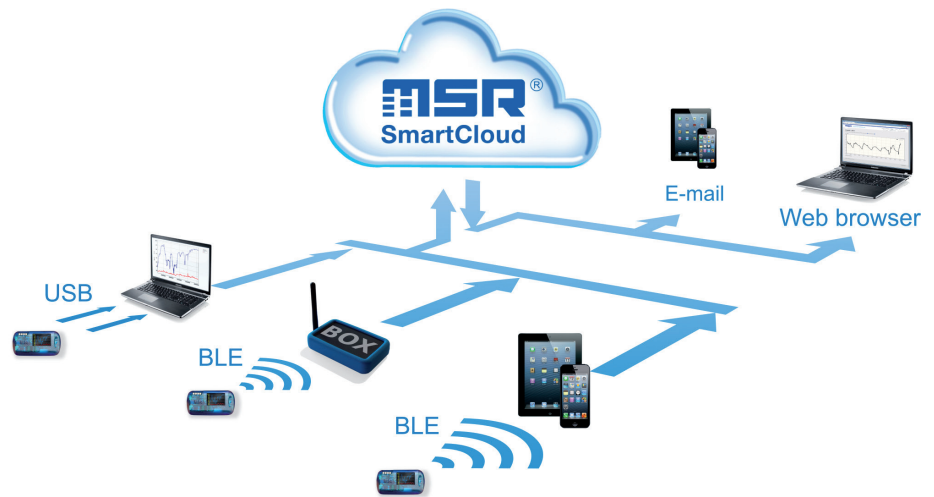 MSR®
SmartCloud
E-mail
Web browser
USB
BOX
BLE
BLE